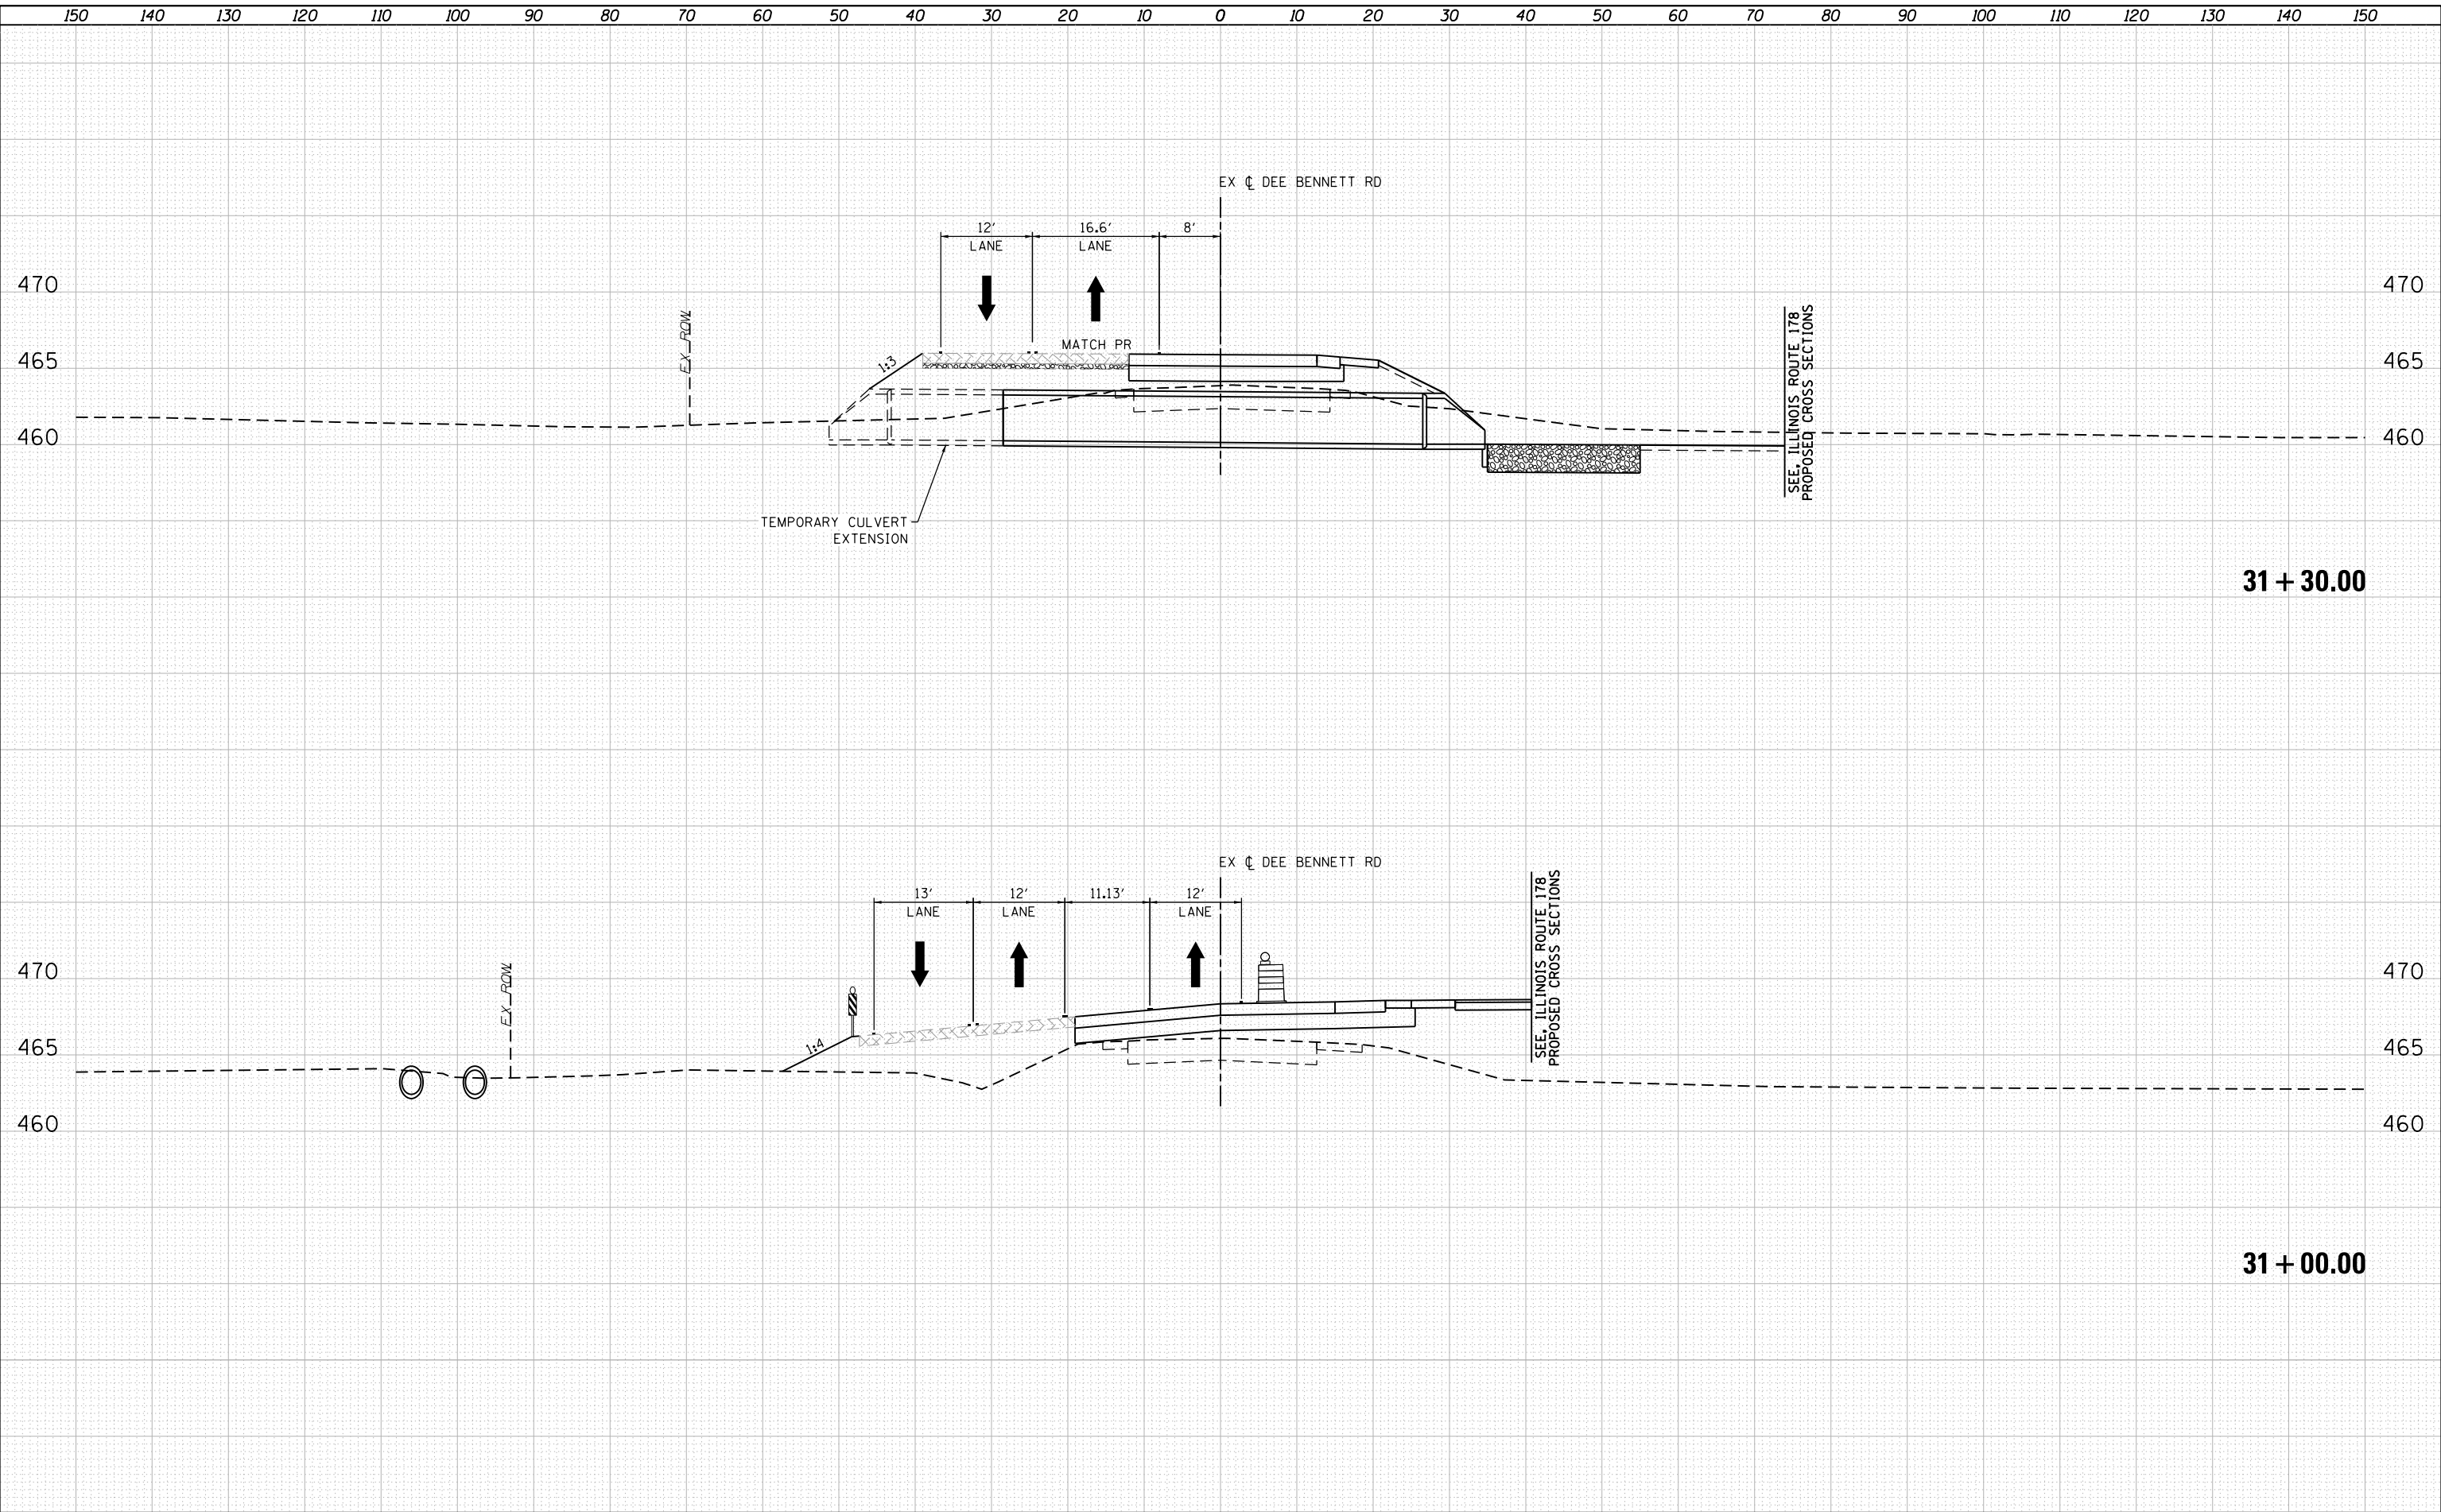 150 140 130 120 110 100 90 80 70 60 50 40 30 20 10 0 10 20 30 40 50 60 70 80 90 100 110 120 130 140 150
EX ℄ DEE BENNETT RD
12' 16.6' 8'
LANE LANE
470 470
EX ROW
SEE, ILLINOIS ROUTE 178
PROPOSED CROSS SECTIONS
MATCH PR
1:3
465 465
460 460
TEMPORARY CULVERT
EXTENSION
31+30.00
EX ℄ DEE BENNETT RD
13' 12' 11.13' 12'
LANE LANE LANE
SEE, ILLINOIS ROUTE 178
PROPOSED CROSS SECTIONS
470 470
EX ROW
1:4
465 465
460 460
31+00.00